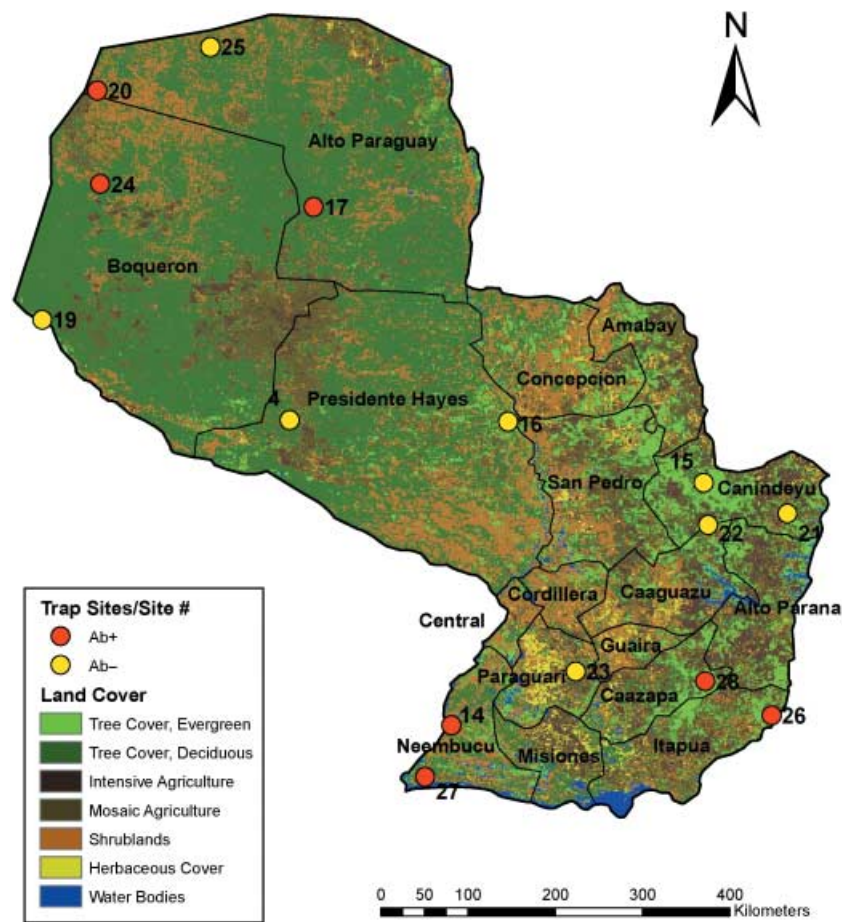 N
25
20
Alto Paraguay
24
17
Boqueron
19
Amabay
Concepcion
4
Presidente Hayes
16
15
San Pedro
Canindeyu
22
21
Cordillera
Caaguazu
Alto Parana
Central
Guaira
Paraguari
23
28
Caazapa
14
26
Neembucu
Misiones
Itapua
27
Trap Sites/Site #
Ab+
Ab–
Land Cover
Tree Cover, Evergreen
Tree Cover, Deciduous
Intensive Agriculture
Mosaic Agriculture
Shrublands
Herbaceous Cover
Water Bodies
0 50 100 200 300 400
Kilometers